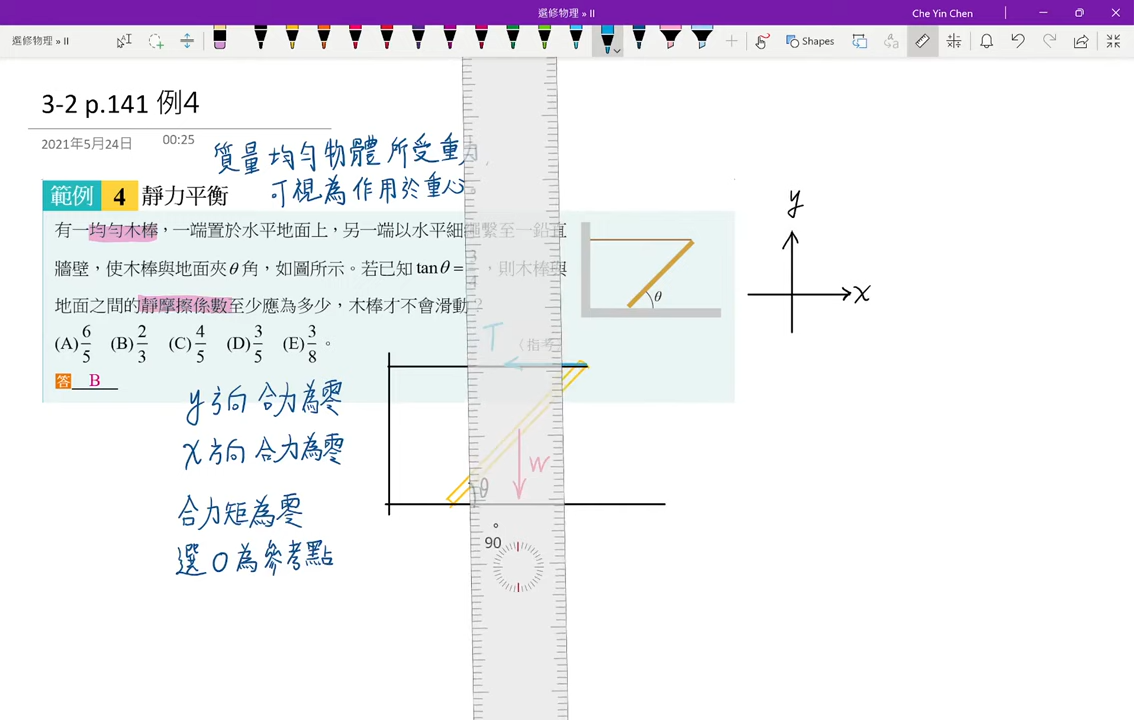 選修物理 » II
Che Yin Chen
選修物理 » II
Shapes
3-2 p.141 例4
2021年5月24日 00:25
質量均勻物體所受重力,
可視為作用於重心。
範例 4 靜力平衡
有一均勻木棒，一端置於水平地面上，另一端以水平細繩繫至一鉛直
牆壁，使木棒與地面夾θ角，如圖所示。若已知 tanθ = 3/4，則木棒與
地面之間的靜摩擦係數至少應為多少，木棒才不會滑動？
(A) 6/5 (B) 2/3 (C) 4/5 (D) 3/5 (E) 3/8 。
〔指考〕
答 B
θ
y
x
T
W
θ
y方向 合力為零
x方向 合力為零
合力矩為零
選O為參考點
90°